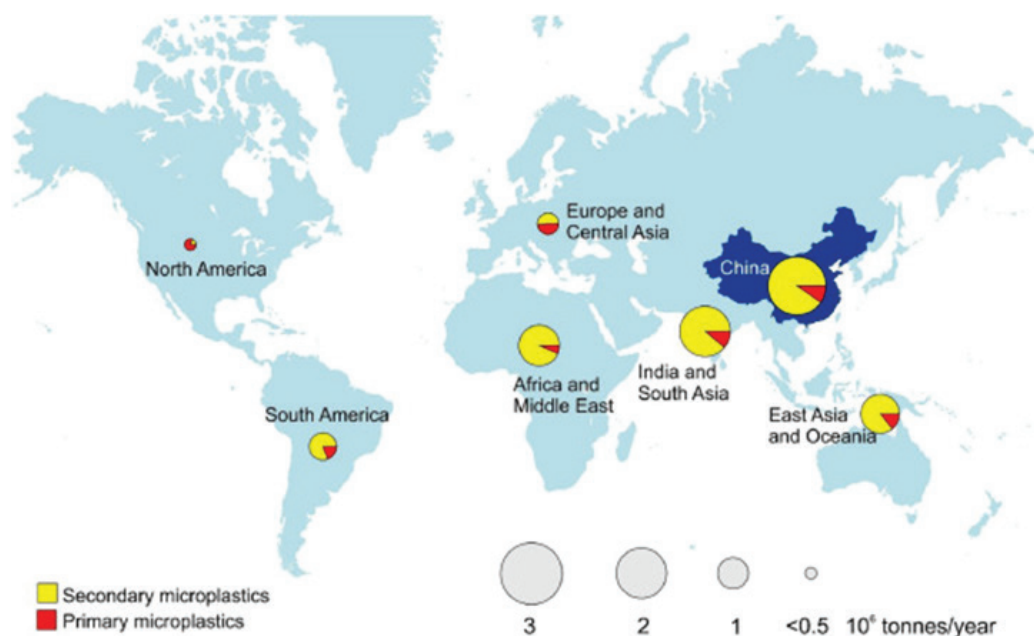 Europe and
Central Asia
China
North America
India and
South Asia
Africa and
Middle East
South America
East Asia
and Oceania
Secondary microplastics
Primary microplastics
3 2 1 <0.5 10⁶ tonnes/year